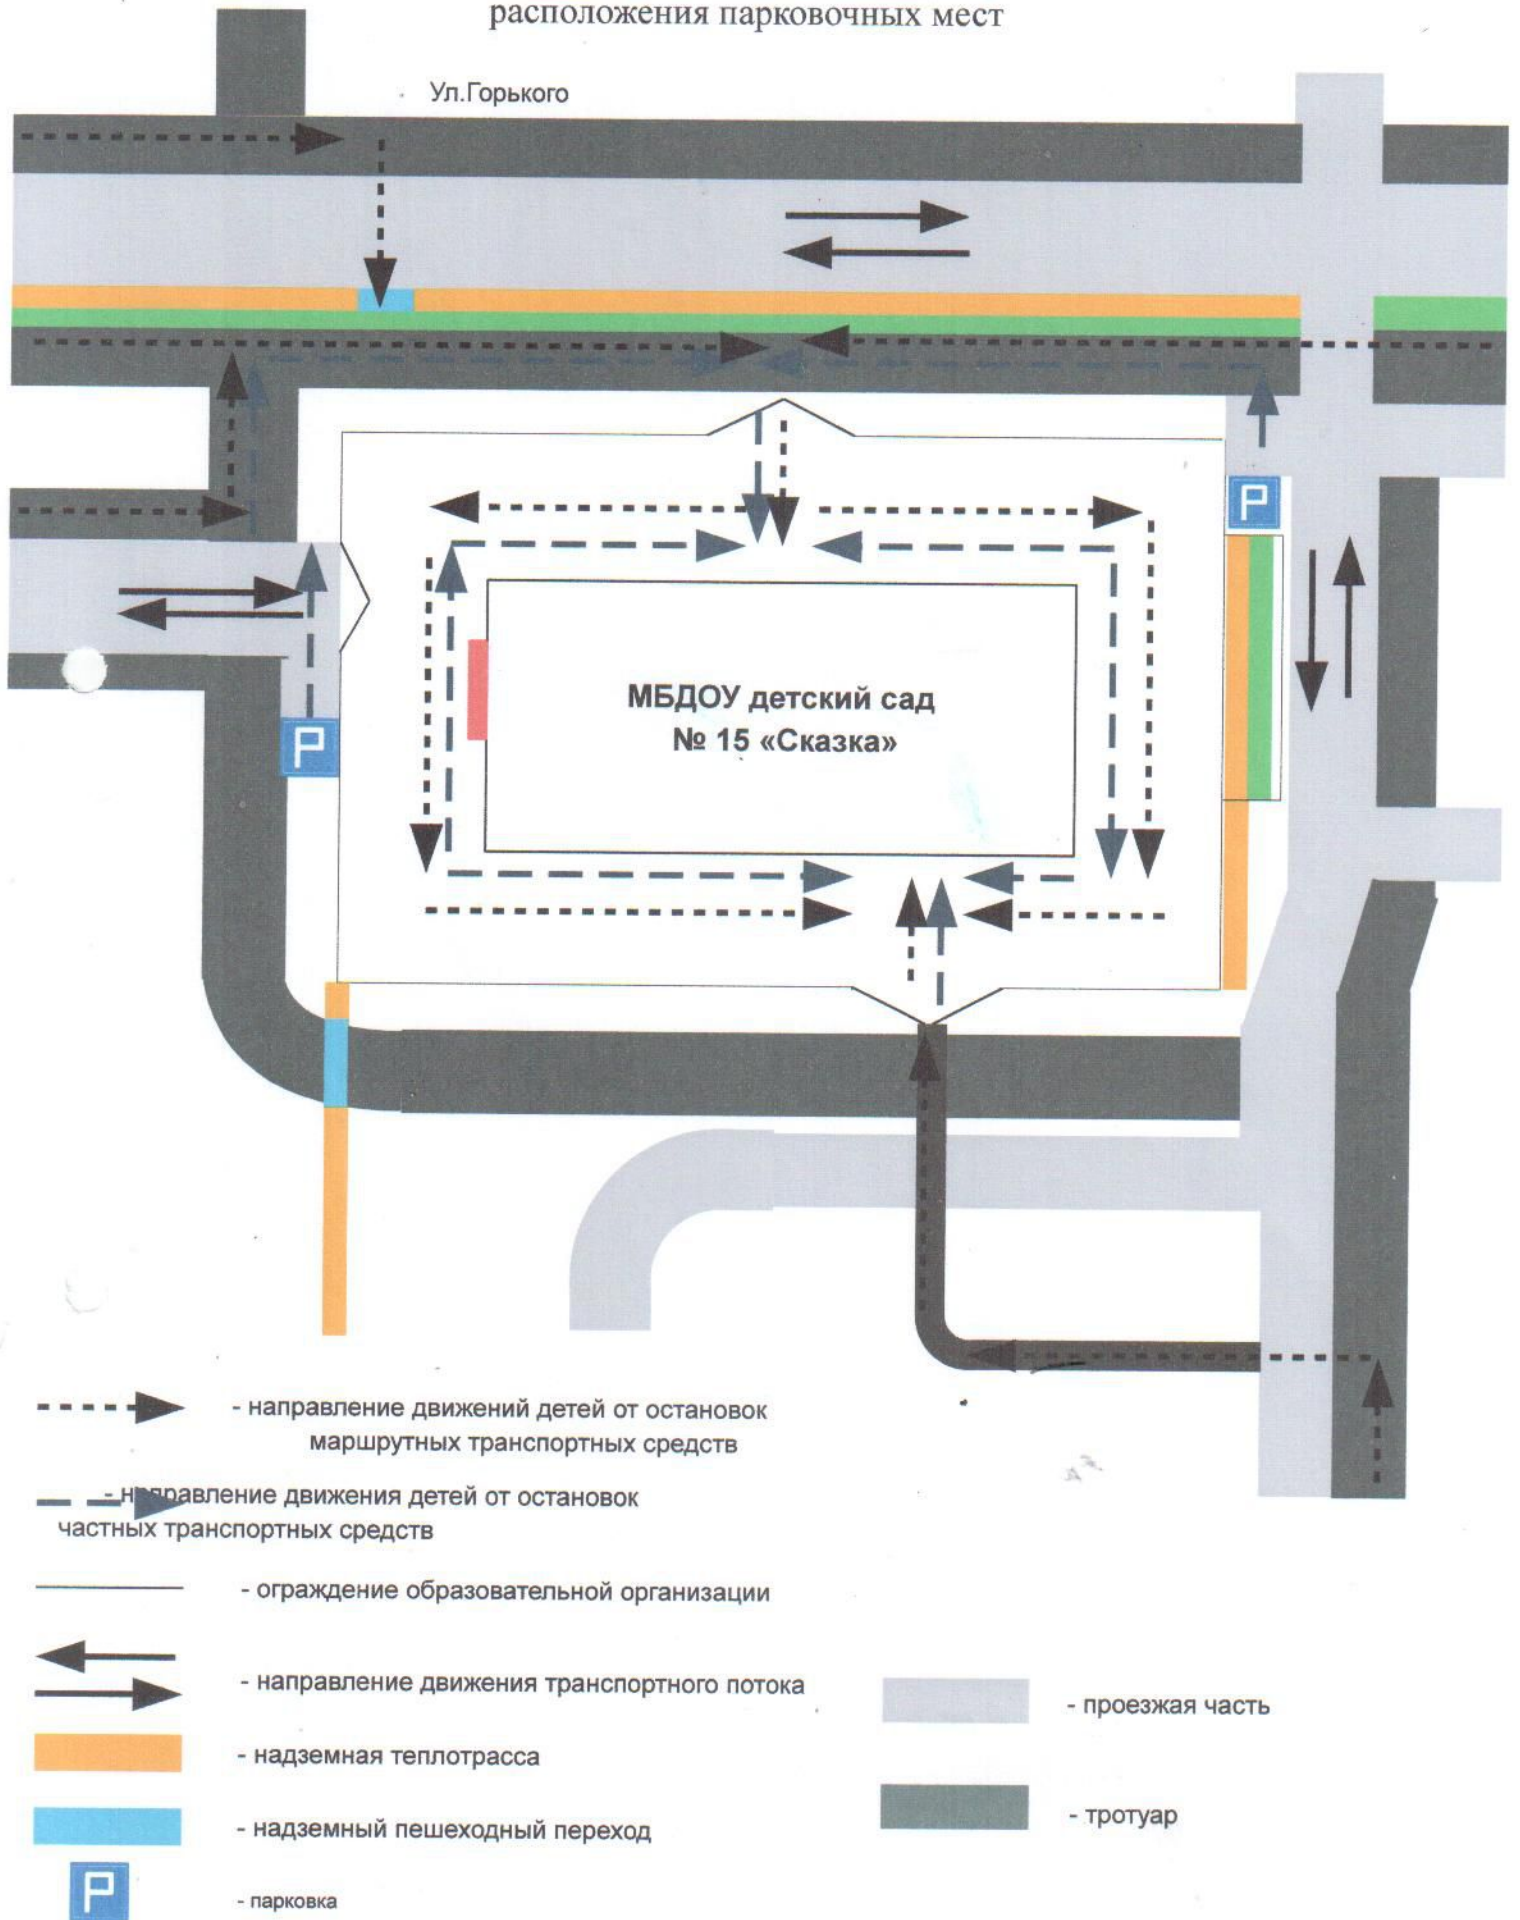 расположения парковочных мест
Ул.Горького
P
P
МБДОУ детский сад
№ 15 «Сказка»
- направление движений детей от остановок
маршрутных транспортных средств
- направление движения детей от остановок
частных транспортных средств
- ограждение образовательной организации
- направление движения транспортного потока
- проезжая часть
- надземная теплотрасса
- тротуар
- надземный пешеходный переход
P
- парковка